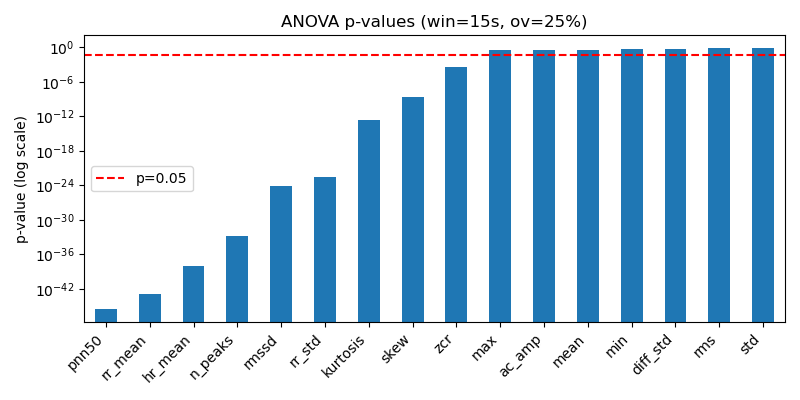 ANOVA p-values (win=15s, ov=25%)
p-value (log scale)
10^0
10^-6
10^-12
10^-18
10^-24
10^-30
10^-36
10^-42
p=0.05
pnn50
rr_mean
hr_mean
n_peaks
rmssd
rr_std
kurtosis
skew
zcr
max
ac_amp
mean
min
diff_std
rms
std